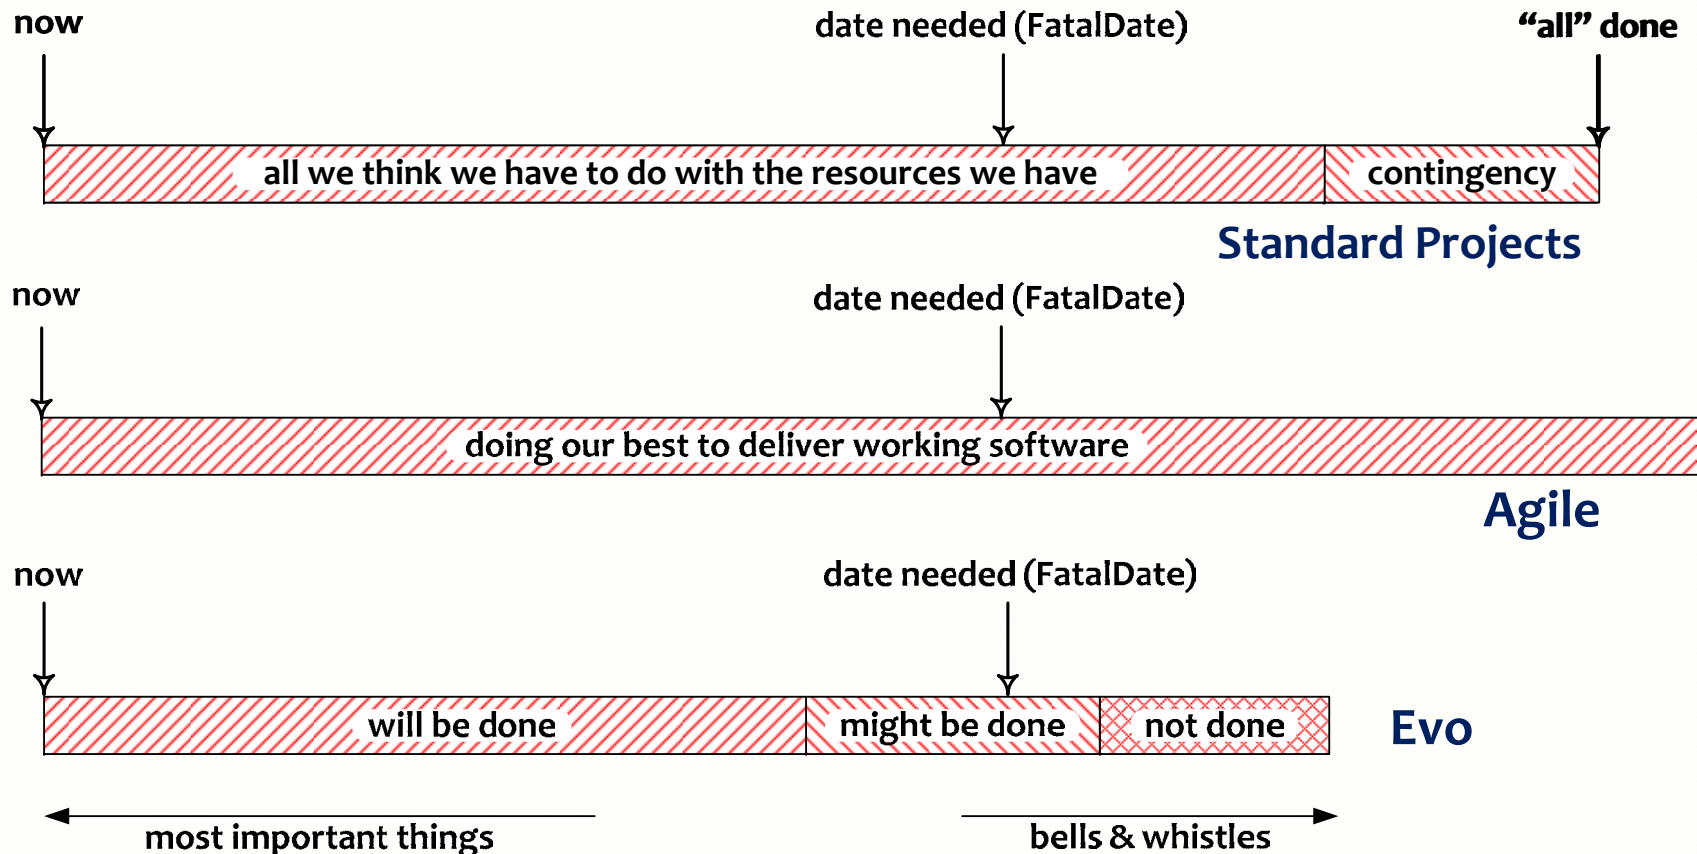 now
date needed (FatalDate)
“all” done
all we think we have to do with the resources we have
contingency
Standard Projects
now
date needed (FatalDate)
doing our best to deliver working software
Agile
now
date needed (FatalDate)
will be done
might be done
not done
Evo
most important things
bells & whistles